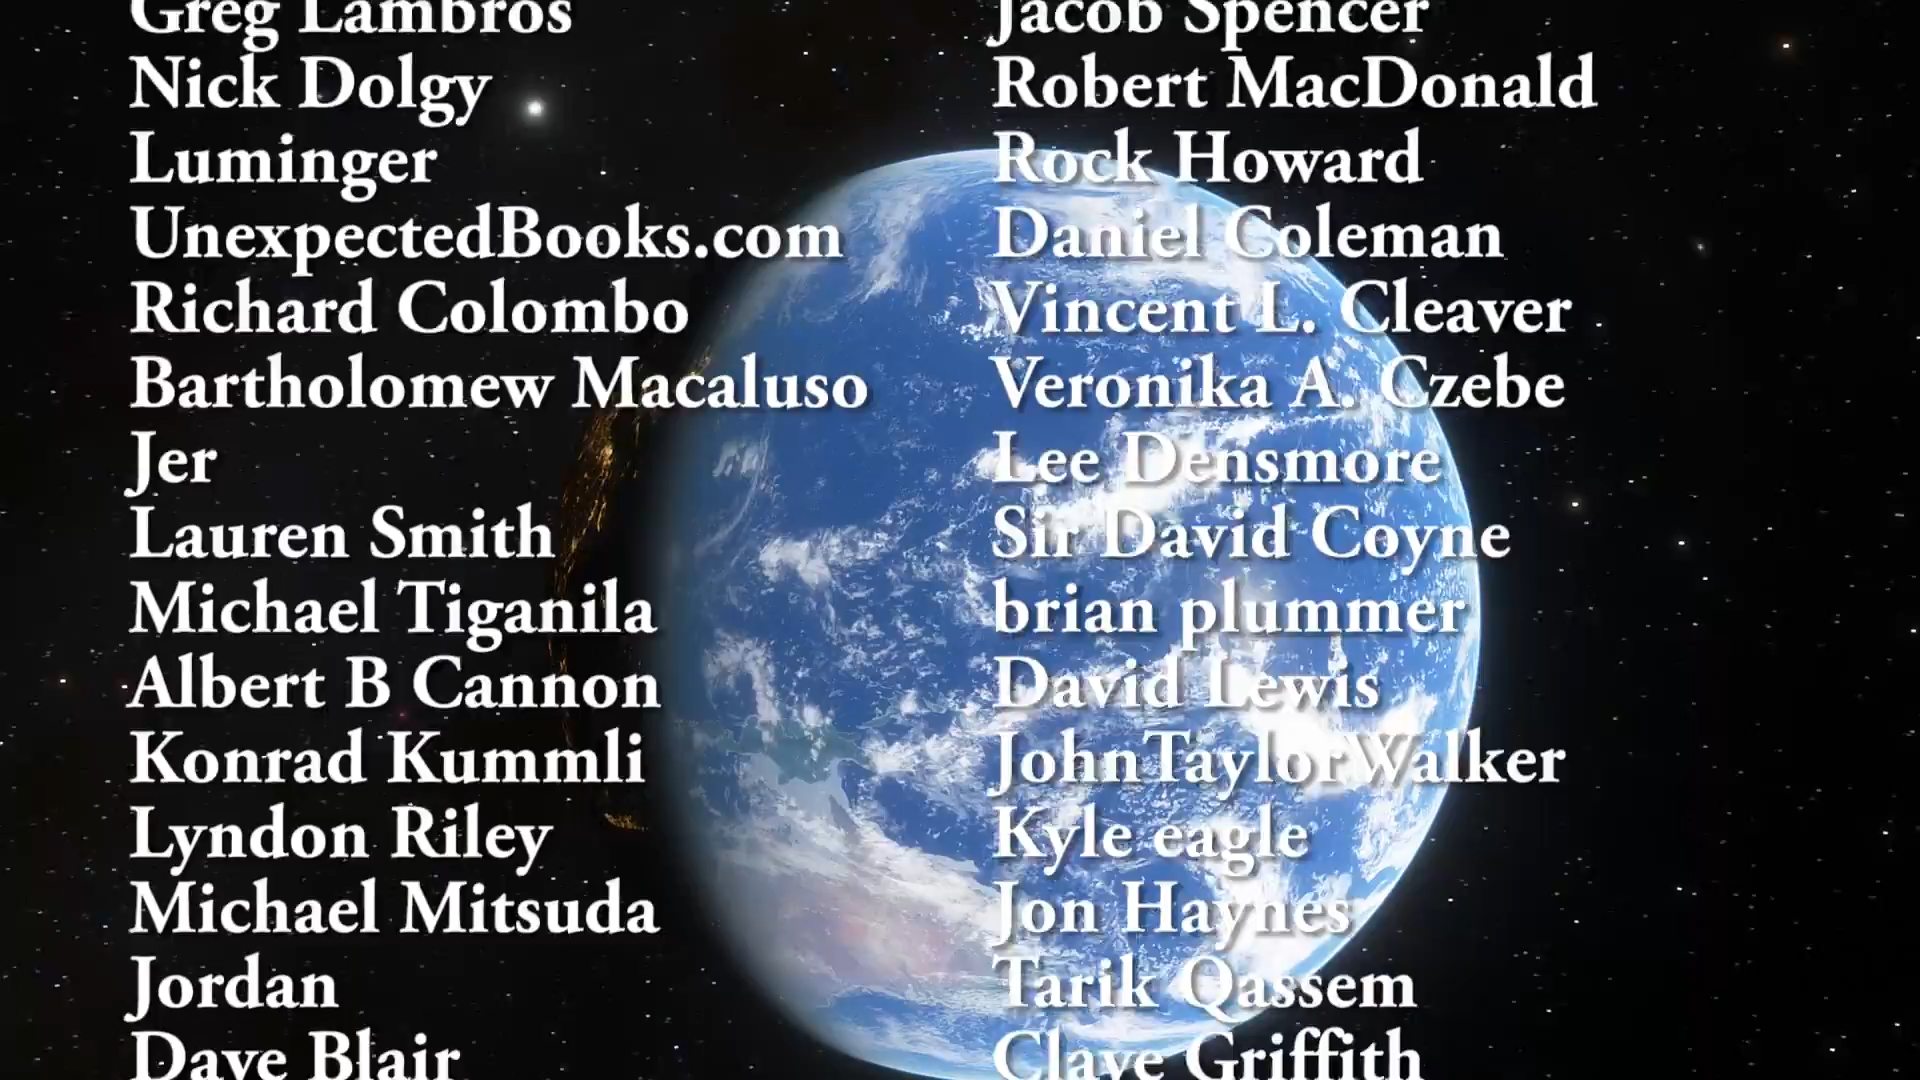 Greg Lambros
Nick Dolgy
Luminger
UnexpectedBooks.com
Richard Colombo
Bartholomew Macaluso
Jer
Lauren Smith
Michael Tiganila
Albert B Cannon
Konrad Kummli
Lyndon Riley
Michael Mitsuda
Jordan
Dave Blair
Jacob Spencer
Robert MacDonald
Rock Howard
Daniel Coleman
Vincent L. Cleaver
Veronika A. Czebe
Lee Densmore
Sir David Coyne
brian plummer
David Lewis
JohnTaylorWalker
Kyle eagle
Jon Haynes
Tarik Qassem
Clave Griffith